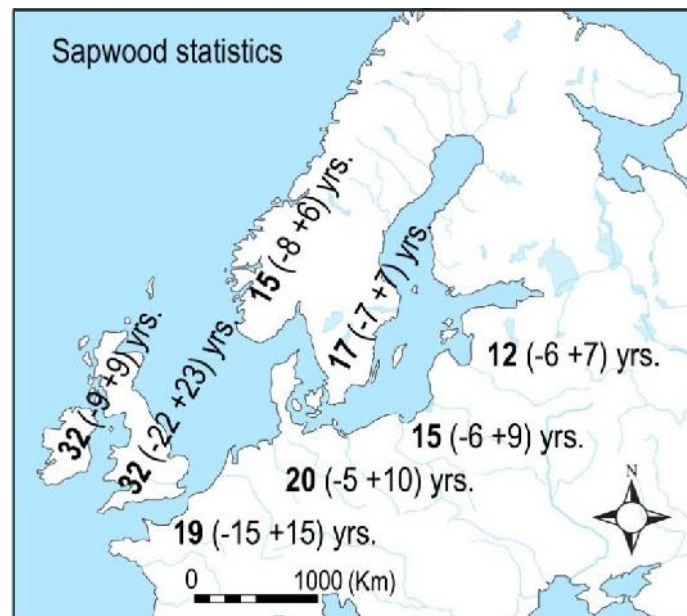 Sapwood statistics
15 (-8 +6) yrs.
17 (-7 +7) yrs.
32 (-9 +9) yrs.
32 (-22 +23) yrs.
12 (-6 +7) yrs.
15 (-6 +9) yrs.
20 (-5 +10) yrs.
19 (-15 +15) yrs.
N
0 1000 (Km)